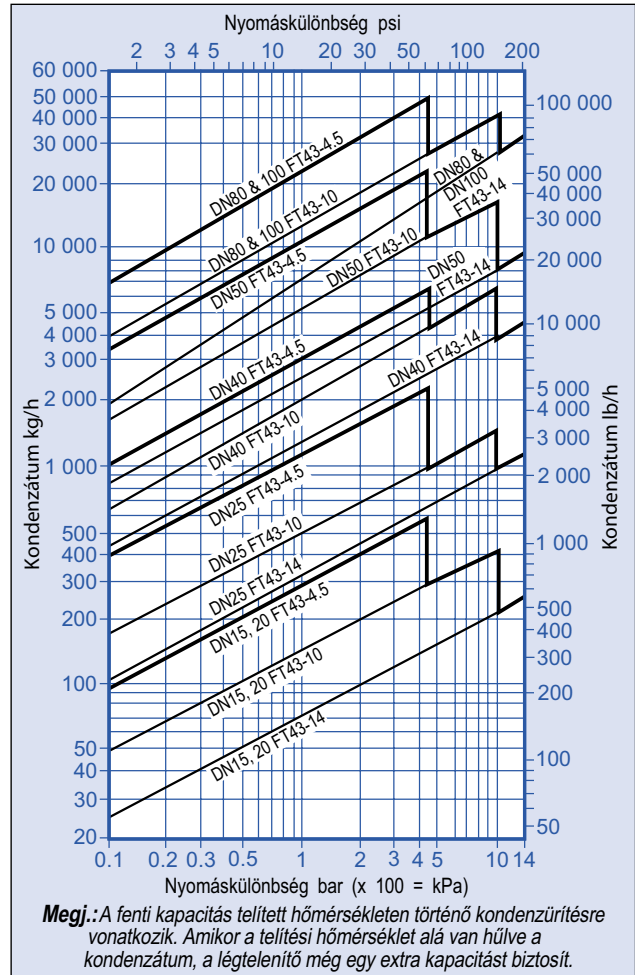 Nyomáskülönbség psi
2 3 4 5 10 20 30 40 50 100 200
60 000
50 000
40 000
30 000
20 000
10 000
5 000
4 000
3 000
2 000
1 000
500
400
300
200
100
50
40
30
20
Kondenzátum kg/h
100 000
50 000
40 000
30 000
20 000
10 000
5 000
4 000
3 000
2 000
1 000
500
400
300
200
100
50
Kondenzátum lb/h
DN80 & 100 FT43-4.5
DN80 & 100 FT43-10
DN80 &
DN100
FT43-14
DN50 FT43-4.5
DN50 FT43-10
DN50
FT43-14
DN40 FT43-4.5
DN40 FT43-10
DN40 FT43-14
DN25 FT43-4.5
DN25 FT43-10
DN25 FT43-14
DN15, 20 FT43-4.5
DN15, 20 FT43-10
DN15, 20 FT43-14
0.1 0.2 0.3 0.5 1 2 3 4 5 10 14
Nyomáskülönbség bar (x 100 = kPa)
Megj.: A fenti kapacitás telített hőmérsékleten történő kondenzürítésre
vonatkozik. Amikor a telítési hőmérséklet alá van hűlve a
kondenzátum, a légtelenítő még egy extra kapacitást biztosít.